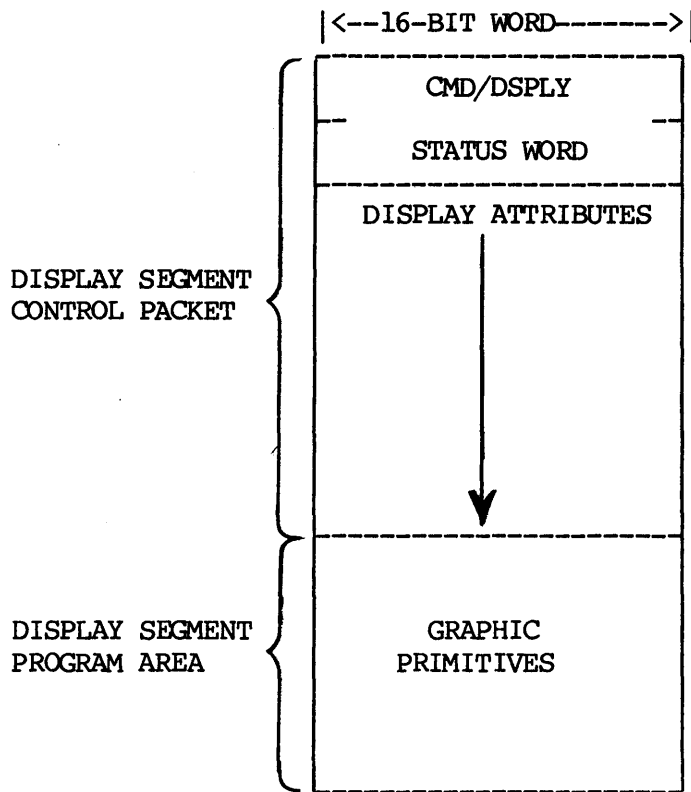 |<--16-BIT WORD------->|
CMD/DSPLY
STATUS WORD
DISPLAY ATTRIBUTES
DISPLAY SEGMENT
CONTROL PACKET
DISPLAY SEGMENT
PROGRAM AREA
GRAPHIC
PRIMITIVES